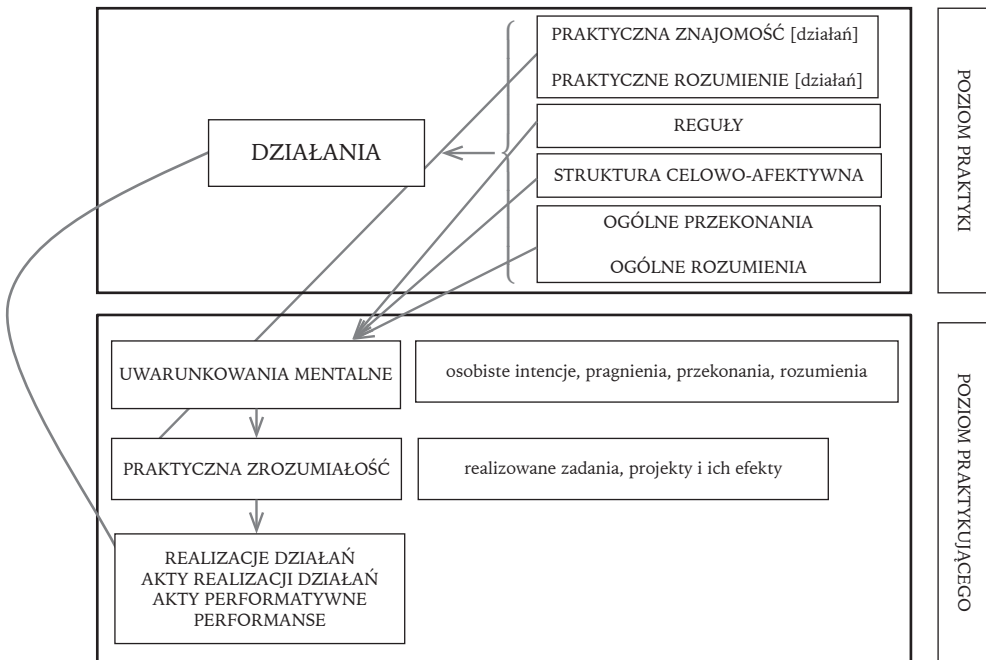 PRAKTYCZNA ZNAJOMOŚĆ [działań]
PRAKTYCZNE ROZUMIENIE [działań]
REGUŁY
DZIAŁANIA
STRUKTURA CELOWO-AFEKTYWNA
OGÓLNE PRZEKONANIA
OGÓLNE ROZUMIENIA
POZIOM PRAKTYKI
UWARUNKOWANIA MENTALNE
osobiste intencje, pragnienia, przekonania, rozumienia
PRAKTYCZNA ZROZUMIAŁOŚĆ
realizowane zadania, projekty i ich efekty
REALIZACJE DZIAŁAŃ
AKTY REALIZACJI DZIAŁAŃ
AKTY PERFORMATYWNE
PERFORMANSE
POZIOM PRAKTYKUJĄCEGO